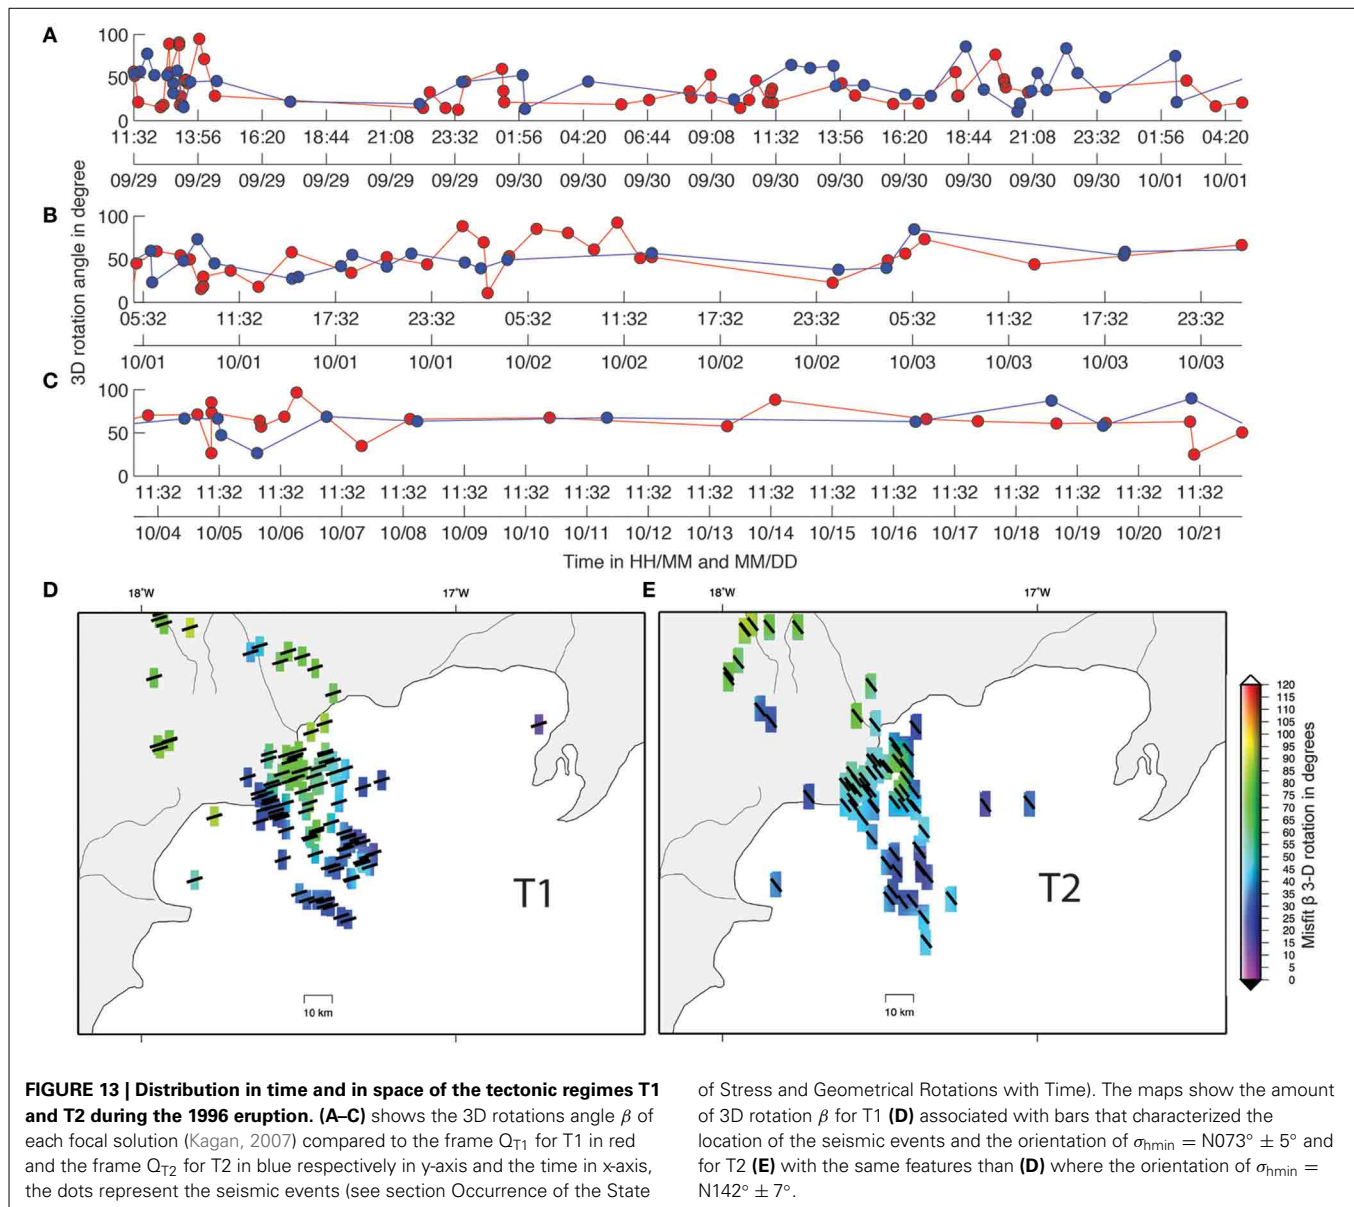 A
100
50
0
11:32 13:56 16:20 18:44 21:08 23:32 01:56 04:20 06:44 09:08 11:32 13:56 16:20 18:44 21:08 23:32 01:56 04:20
09/29 09/29 09/29 09/29 09/29 09/29 09/30 09/30 09/30 09/30 09/30 09/30 09/30 09/30 09/30 09/30 10/01 10/01
3D rotation angle in degree
B
100
50
0
05:32 11:32 17:32 23:32 05:32 11:32 17:32 23:32 05:32 11:32 17:32 23:32
10/01 10/01 10/01 10/01 10/02 10/02 10/02 10/02 10/03 10/03 10/03 10/03
C
100
50
0
11:32 11:32 11:32 11:32 11:32 11:32 11:32 11:32 11:32 11:32 11:32 11:32 11:32 11:32 11:32 11:32 11:32 11:32
10/04 10/05 10/06 10/07 10/08 10/09 10/10 10/11 10/12 10/13 10/14 10/15 10/16 10/17 10/18 10/19 10/20 10/21
Time in HH/MM and MM/DD
D
18°W 17°W
T1
10 km
E
18°W 17°W
T2
10 km
120
115
110
105
100
95
90
85
80
75
70
65
60
55
50
45
40
35
30
25
20
15
10
5
0
Misfit β 3-D rotation in degrees
FIGURE 13 | Distribution in time and in space of the tectonic regimes T1
and T2 during the 1996 eruption. (A–C) shows the 3D rotations angle β of
each focal solution (Kagan, 2007) compared to the frame QT1 for T1 in red
and the frame QT2 for T2 in blue respectively in y-axis and the time in x-axis,
the dots represent the seismic events (see section Occurrence of the State
of Stress and Geometrical Rotations with Time). The maps show the amount
of 3D rotation β for T1 (D) associated with bars that characterized the
location of the seismic events and the orientation of σhmin = N073° ± 5° and
for T2 (E) with the same features than (D) where the orientation of σhmin =
N142° ± 7°.